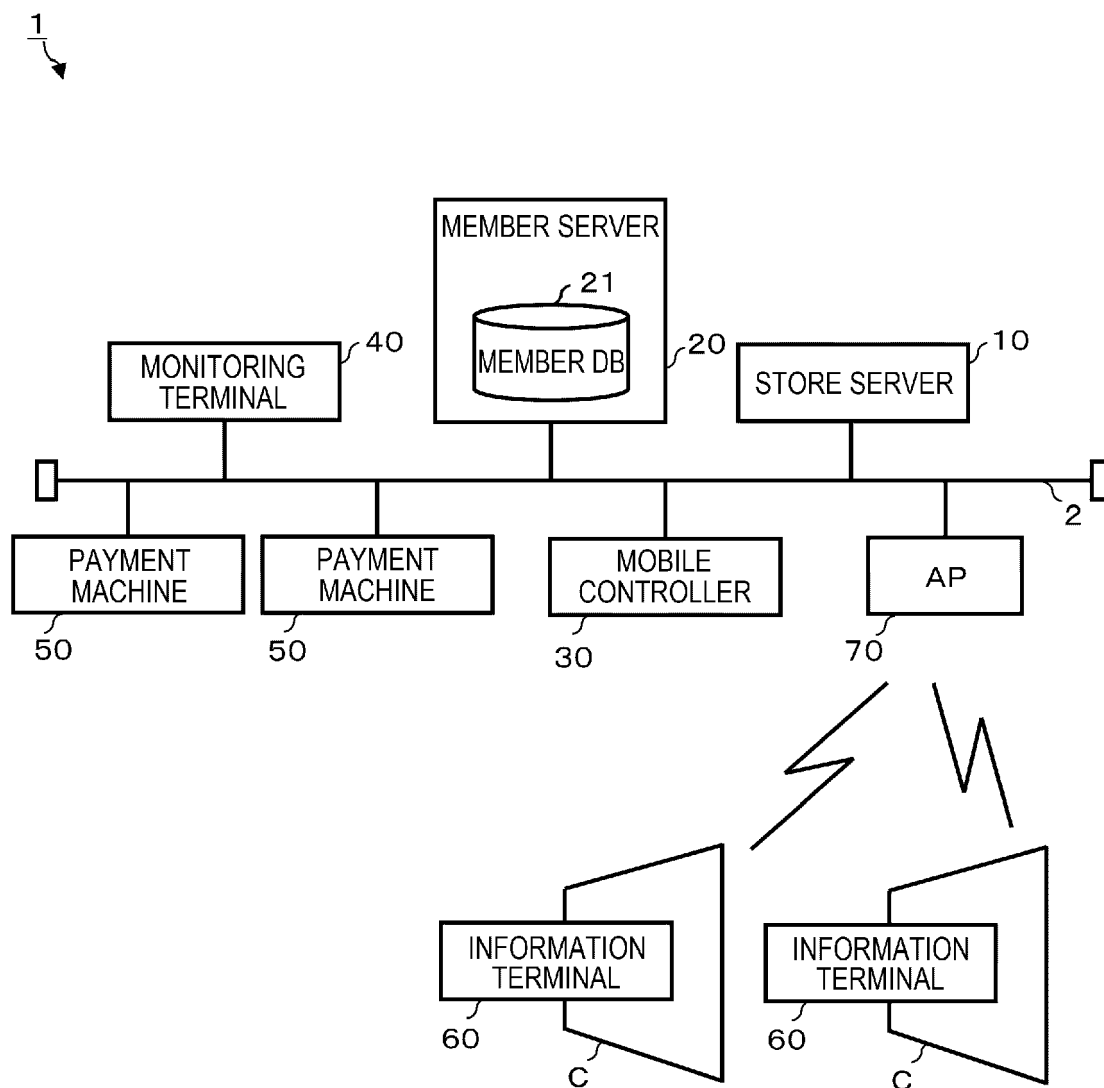 1
MEMBER SERVER
21
MEMBER DB
20
40
MONITORING
TERMINAL
10
STORE SERVER
2
PAYMENT
MACHINE
50
PAYMENT
MACHINE
50
MOBILE
CONTROLLER
30
AP
70
INFORMATION
TERMINAL
60
C
INFORMATION
TERMINAL
60
C